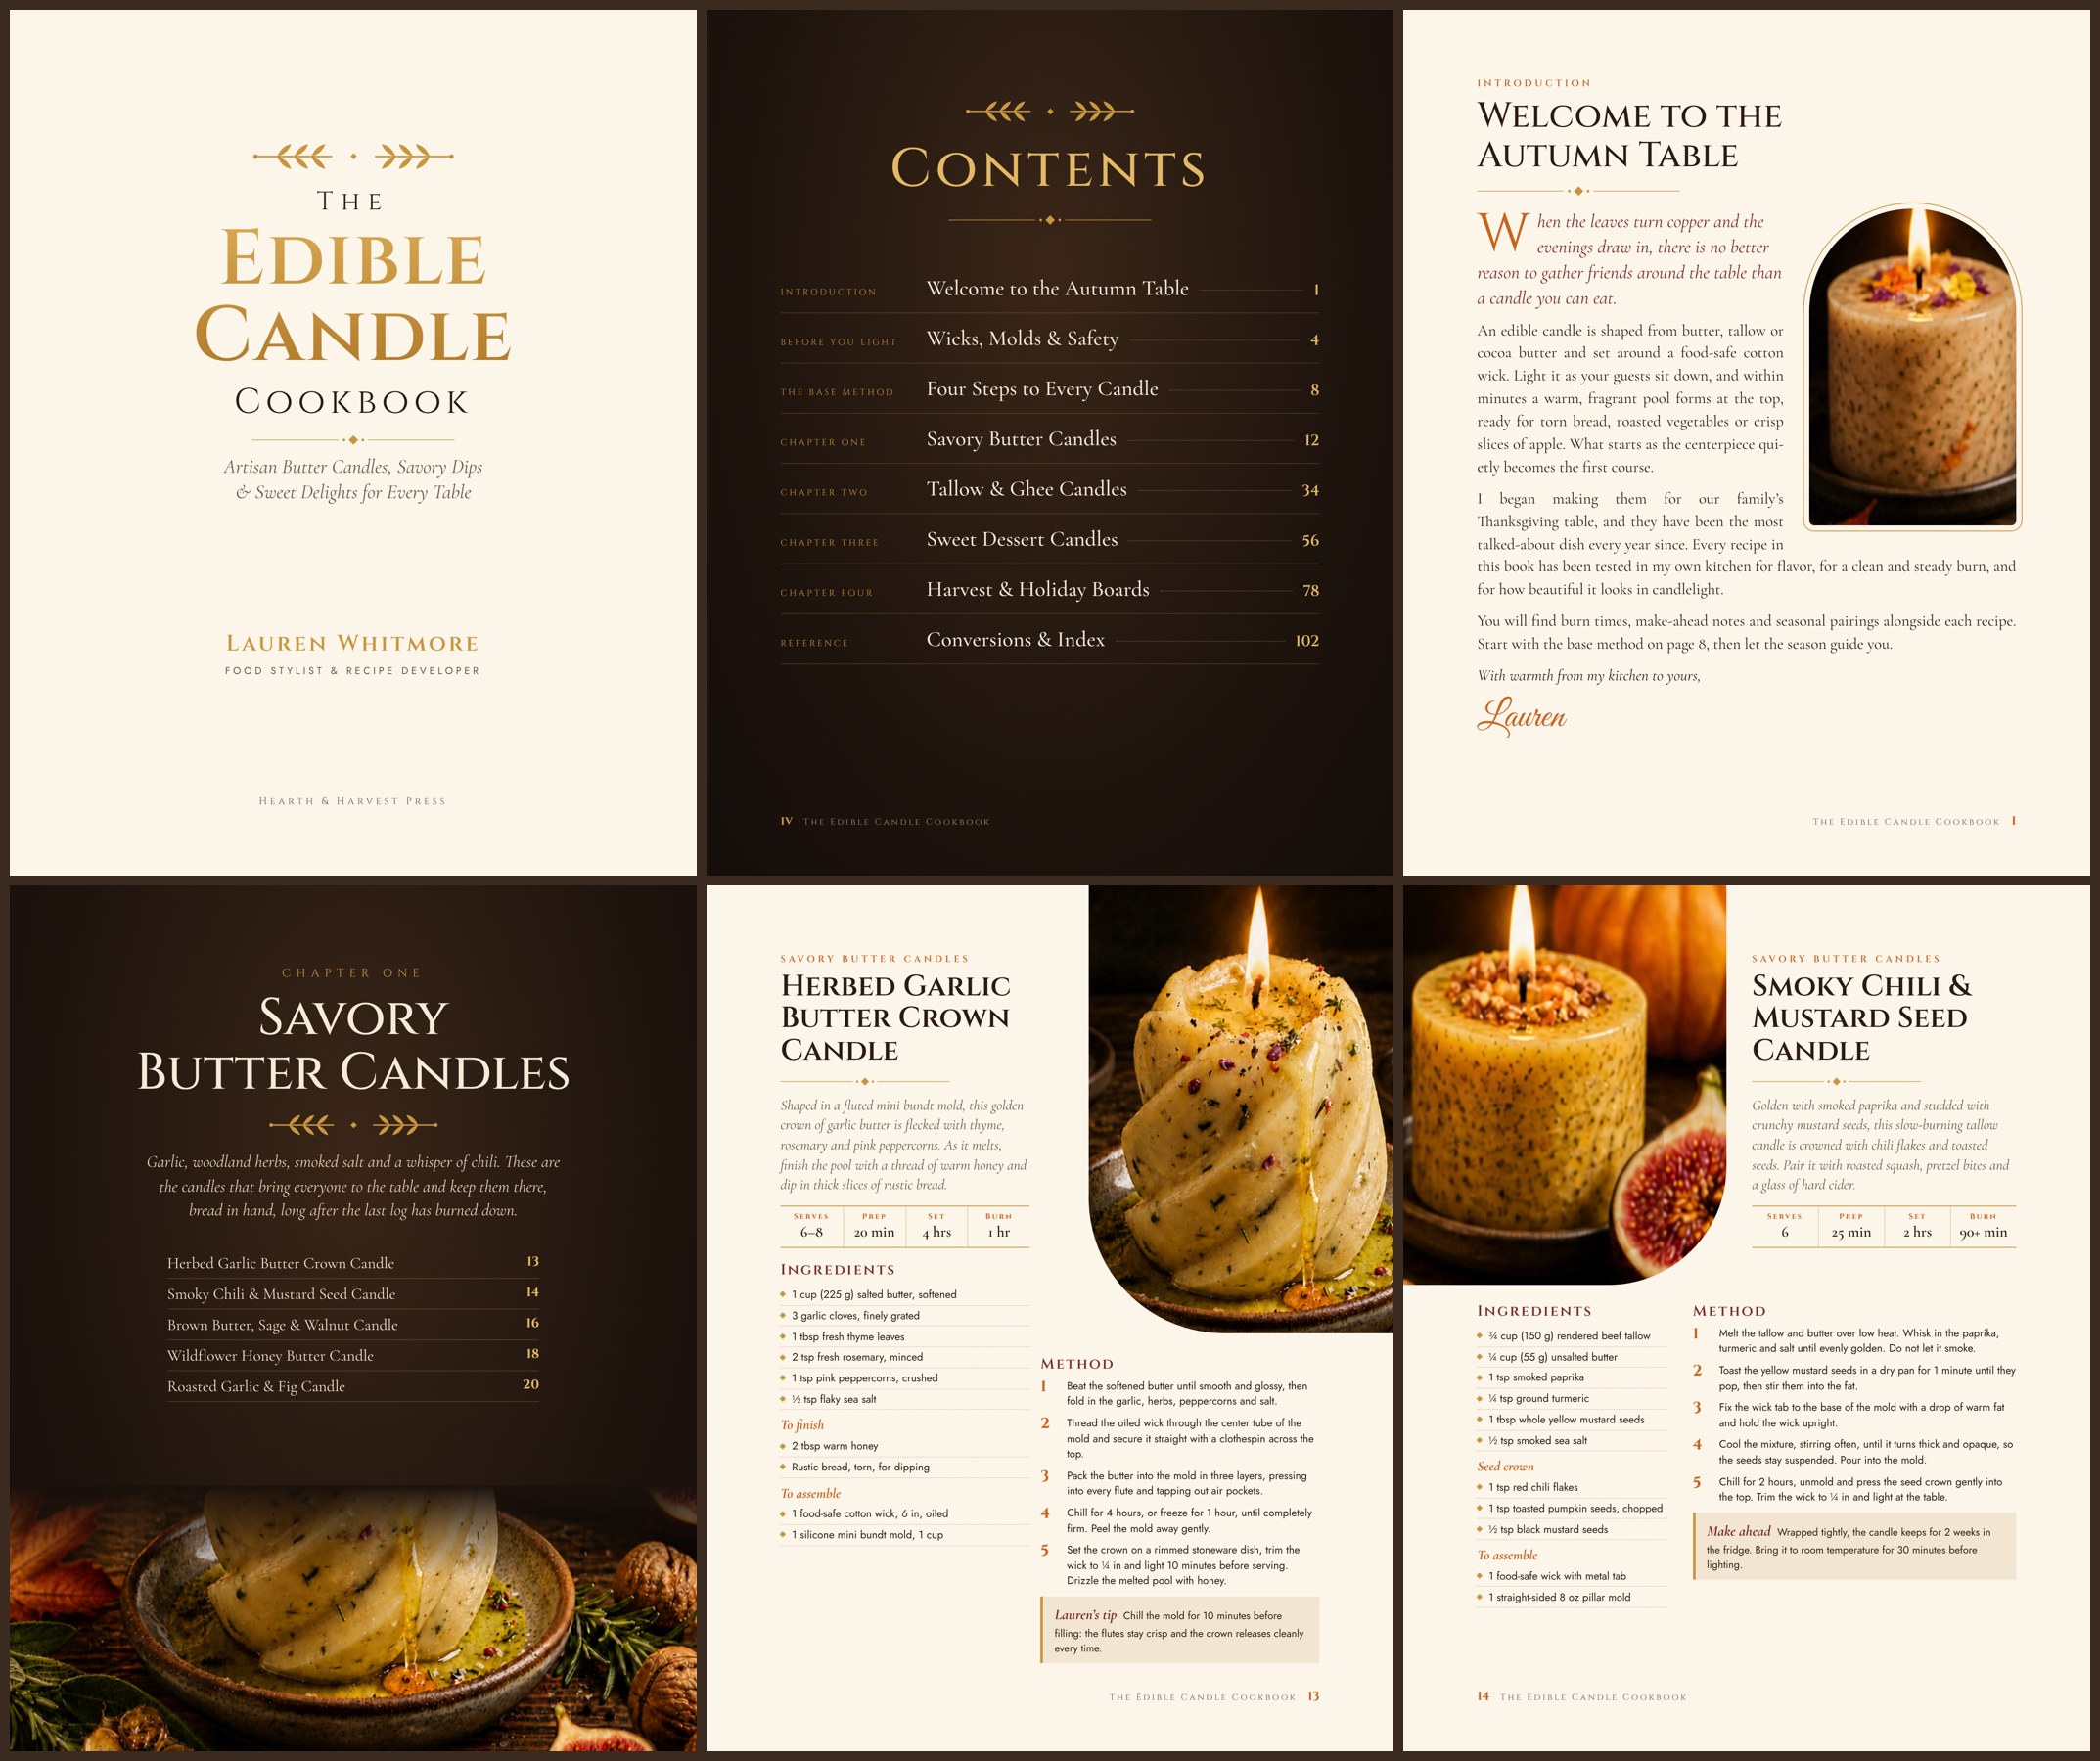 The
Edible
Candle
Cookbook
Artisan Butter Candles, Savory Dips
& Sweet Delights for Every Table
Lauren Whitmore
FOOD STYLIST & RECIPE DEVELOPER
Hearth & Harvest Press
Contents
INTRODUCTION Welcome to the Autumn Table 1
BEFORE YOU LIGHT Wicks, Molds & Safety 4
THE BASE METHOD Four Steps to Every Candle 8
CHAPTER ONE Savory Butter Candles 12
CHAPTER TWO Tallow & Ghee Candles 34
CHAPTER THREE Sweet Dessert Candles 56
CHAPTER FOUR Harvest & Holiday Boards 78
REFERENCE Conversions & Index 102
IV The Edible Candle Cookbook
INTRODUCTION
Welcome to the
Autumn Table
When the leaves turn copper and the
evenings draw in, there is no better
reason to gather friends around the table than
a candle you can eat.
An edible candle is shaped from butter, tallow or
cocoa butter and set around a food-safe cotton
wick. Light it as your guests sit down, and within
minutes a warm, fragrant pool forms at the top,
ready for torn bread, roasted vegetables or crisp
slices of apple. What starts as the centerpiece qui-
etly becomes the first course.
I began making them for our family's
Thanksgiving table, and they have been the most
talked-about dish every year since. Every recipe in
this book has been tested in my own kitchen for flavor, for a clean and steady burn, and
for how beautiful it looks in candlelight.
You will find burn times, make-ahead notes and seasonal pairings alongside each recipe.
Start with the base method on page 8, then let the season guide you.
With warmth from my kitchen to yours,
Lauren
The Edible Candle Cookbook 1
CHAPTER ONE
Savory
Butter Candles
Garlic, woodland herbs, smoked salt and a whisper of chili. These are
the candles that bring everyone to the table and keep them there,
bread in hand, long after the last log has burned down.
Herbed Garlic Butter Crown Candle 13
Smoky Chili & Mustard Seed Candle 14
Brown Butter, Sage & Walnut Candle 16
Wildflower Honey Butter Candle 18
Roasted Garlic & Fig Candle 20
SAVORY BUTTER CANDLES
Herbed Garlic
Butter Crown
Candle
Shaped in a fluted mini bundt mold, this golden
crown of garlic butter is flecked with thyme,
rosemary and pink peppercorns. As it melts,
finish the pool with a thread of warm honey and
dip in thick slices of rustic bread.
Serves Prep Set Burn
6–8 20 min 4 hrs 1 hr
Ingredients
1 cup (225 g) salted butter, softened
3 garlic cloves, finely grated
1 tbsp fresh thyme leaves
2 tsp fresh rosemary, minced
1 tsp pink peppercorns, crushed
½ tsp flaky sea salt
To finish
2 tbsp warm honey
Rustic bread, torn, for dipping
To assemble
1 food-safe cotton wick, 6 in, oiled
1 silicone mini bundt mold, 1 cup
Method
1 Beat the softened butter until smooth and glossy, then
fold in the garlic, herbs, peppercorns and salt.
2 Thread the oiled wick through the center tube of the
mold and secure it straight with a clothespin across the
top.
3 Pack the butter into the mold in three layers, pressing
into every flute and tapping out air pockets.
4 Chill for 4 hours, or freeze for 1 hour, until completely
firm. Peel the mold away gently.
5 Set the crown on a rimmed stoneware dish, trim the
wick to ¼ in and light 10 minutes before serving.
Drizzle the melted pool with honey.
Lauren's tip Chill the mold for 10 minutes before
filling: the flutes stay crisp and the crown releases cleanly
every time.
The Edible Candle Cookbook 13
SAVORY BUTTER CANDLES
Smoky Chili &
Mustard Seed
Candle
Golden with smoked paprika and studded with
crunchy mustard seeds, this slow-burning tallow
candle is crowned with chili flakes and toasted
seeds. Pair it with roasted squash, pretzel bites and
a glass of hard cider.
Serves Prep Set Burn
6 25 min 2 hrs 90+ min
Ingredients
¾ cup (150 g) rendered beef tallow
¼ cup (55 g) unsalted butter
1 tsp smoked paprika
¼ tsp ground turmeric
1 tbsp whole yellow mustard seeds
½ tsp smoked sea salt
Seed crown
1 tsp red chili flakes
1 tsp toasted pumpkin seeds, chopped
½ tsp black mustard seeds
To assemble
1 food-safe wick with metal tab
1 straight-sided 8 oz pillar mold
Method
1 Melt the tallow and butter over low heat. Whisk in the paprika,
turmeric and salt until evenly golden. Do not let it smoke.
2 Toast the yellow mustard seeds in a dry pan for 1 minute until they
pop, then stir them into the fat.
3 Fix the wick tab to the base of the mold with a drop of warm fat
and hold the wick upright.
4 Cool the mixture, stirring often, until it turns thick and opaque, so
the seeds stay suspended. Pour into the mold.
5 Chill for 2 hours, unmold and press the seed crown gently into
the top. Trim the wick to ¼ in and light at the table.
Make ahead Wrapped tightly, the candle keeps for 2 weeks in
the fridge. Bring it to room temperature for 30 minutes before
lighting.
14 The Edible Candle Cookbook